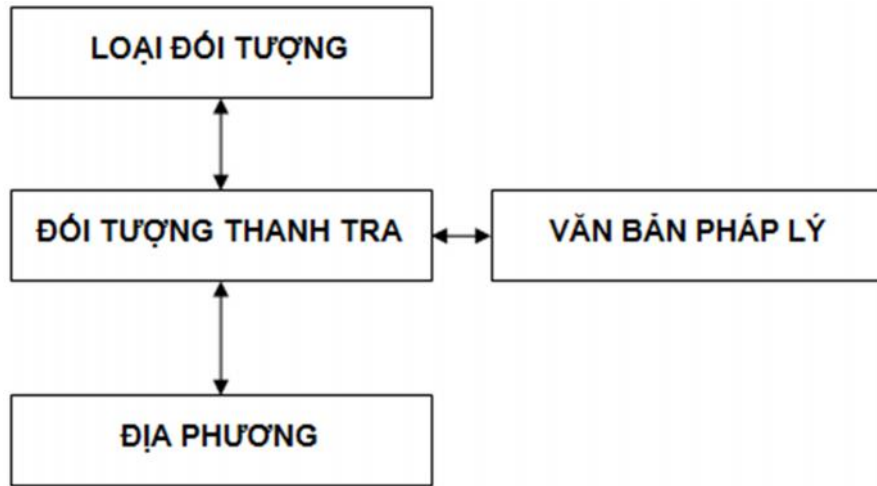 LOẠI ĐỐI TƯỢNG
ĐỐI TƯỢNG THANH TRA
VĂN BẢN PHÁP LÝ
ĐỊA PHƯƠNG